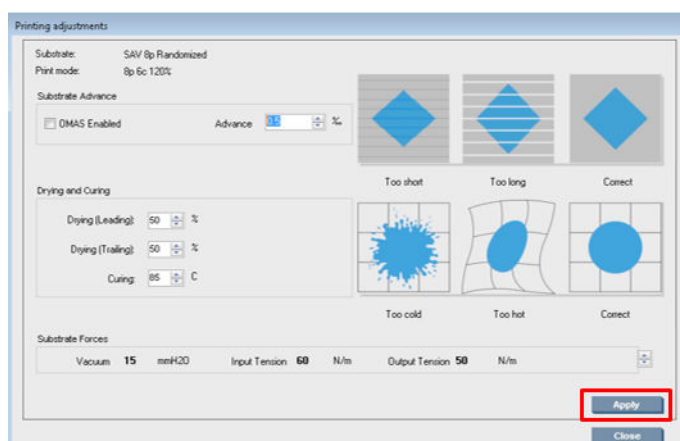 Printing adjustments
Substrate: SAV 8p Randomized
Print mode: 8p 6c 120%
Substrate Advance
OMAS Enabled Advance 0.5 ‰
Too short Too long Correct
Drying and Curing
Drying (Leading): 50 %
Drying (Trailing): 50 %
Curing: 85 C
Too cold Too hot Correct
Substrate Forces
Vacuum 15 mmH2O Input Tension 60 N/m Output Tension 50 N/m
Apply
Close